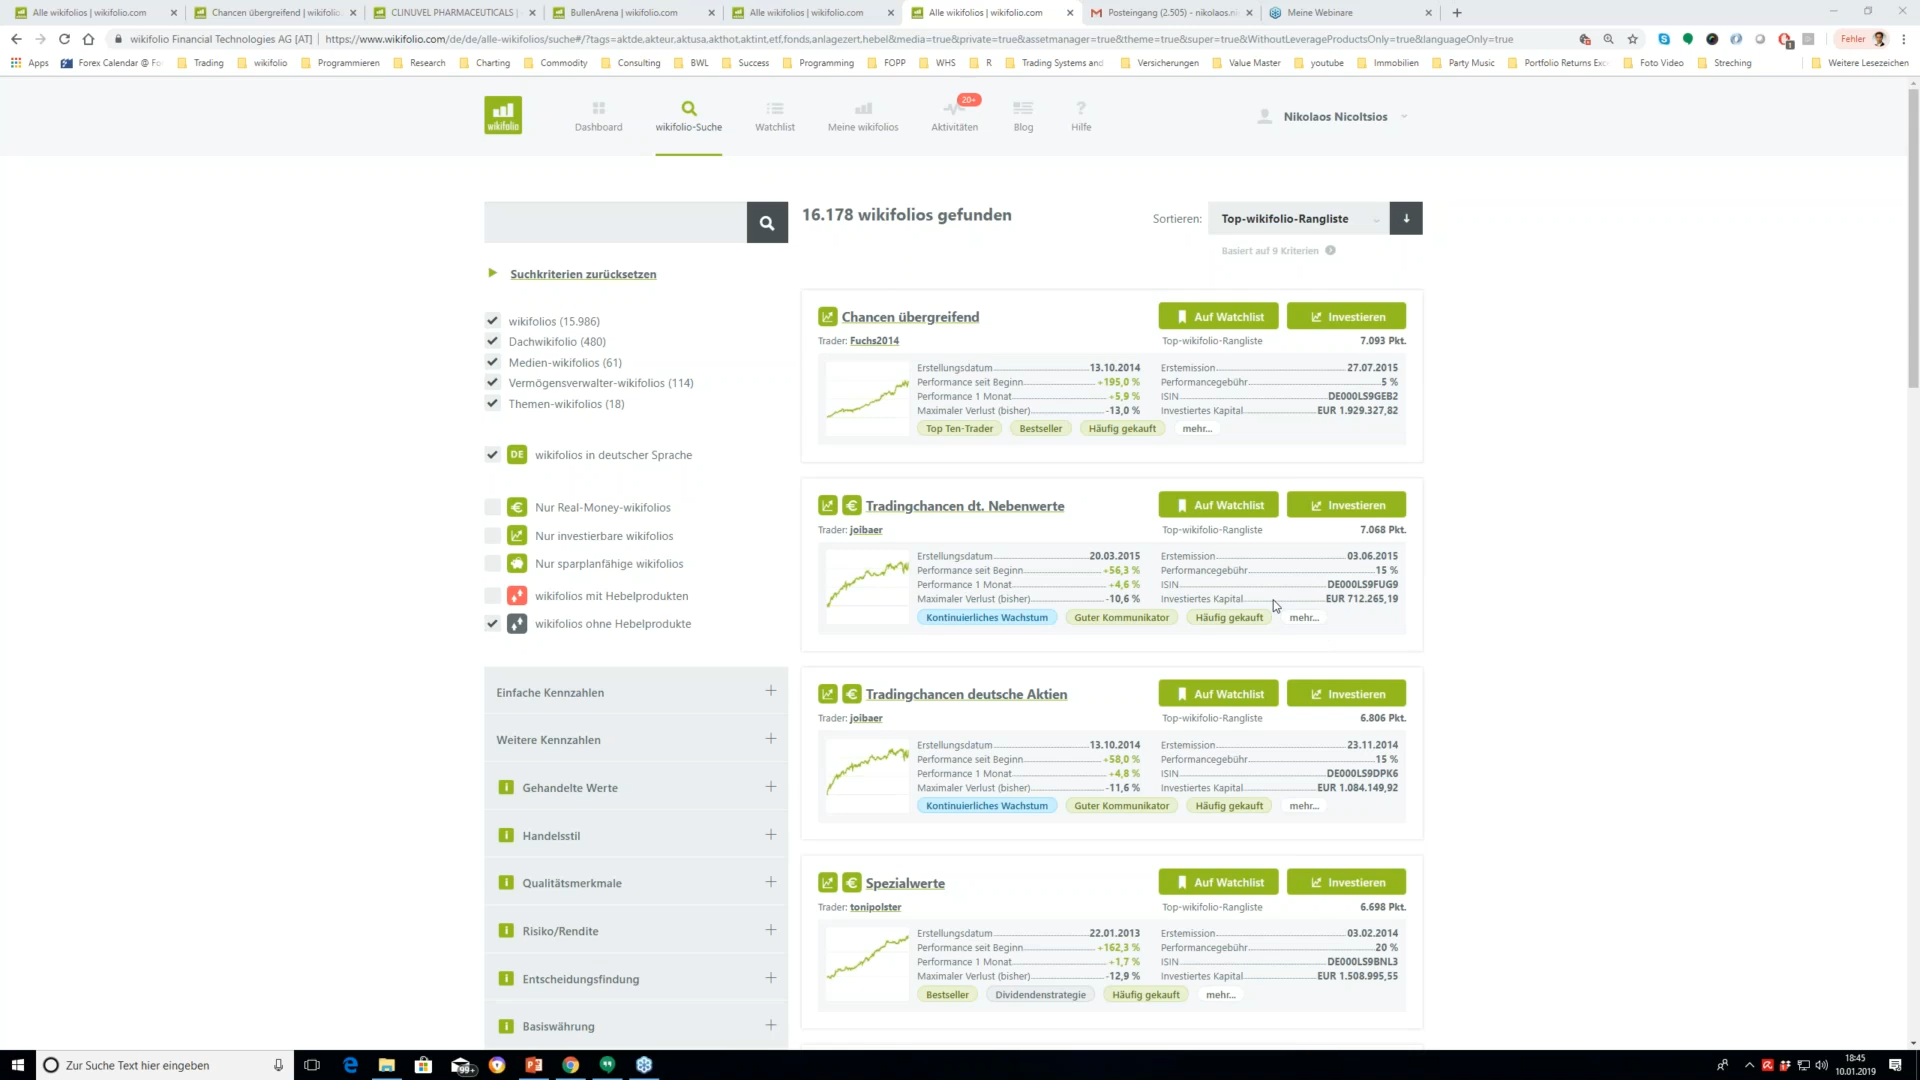 Alle wikifolios | wikifolio.com
Chancen übergreifend | wikifolio.
CLINUVEL PHARMACEUTICALS |
BullenArena | wikifolio.com
Alle wikifolios | wikifolio.com
Alle wikifolios | wikifolio.com
Posteingang (2.505) - nikolaos.ni
Meine Webinare
wikifolio Financial Technologies AG [AT] | https://www.wikifolio.com/de/de/alle-wikifolios/suche#/?tags=aktde,akteur,aktusa,akthot,aktint,etf,fonds,anlagezert,hebel&media=true&private=true&assetmanager=true&theme=true&super=true&WithoutLeverageProductsOnly=true&languageOnly=true
Fehler
Apps Forex Calendar @ Fo Trading wikifolio Programmieren Research Charting Commodity Consulting BWL Success Programming FOPP WHS R Trading Systems and Versicherungen Value Master youtube Immobilien Party Music Portfolio Returns Exc Foto Video Streching Weitere Lesezeichen
wikifolio
Dashboard
wikifolio-Suche
Watchlist
Meine wikifolios
20+
Aktivitäten
Blog
Hilfe
Nikolaos Nicoltsios
16.178 wikifolios gefunden
Sortieren: Top-wikifolio-Rangliste
Basiert auf 9 Kriterien
Suchkriterien zurücksetzen
wikifolios (15.986)
Dachwikifolio (480)
Medien-wikifolios (61)
Vermögensverwalter-wikifolios (114)
Themen-wikifolios (18)
DE wikifolios in deutscher Sprache
Nur Real-Money-wikifolios
Nur investierbare wikifolios
Nur sparplanfähige wikifolios
wikifolios mit Hebelprodukten
wikifolios ohne Hebelprodukte
Einfache Kennzahlen
Weitere Kennzahlen
Gehandelte Werte
Handelsstil
Qualitätsmerkmale
Risiko/Rendite
Entscheidungsfindung
Basiswährung
Chancen übergreifend
Auf Watchlist
Investieren
Trader: Fuchs2014
Top-wikifolio-Rangliste 7.093 Pkt.
Erstellungsdatum 13.10.2014
Performance seit Beginn +195,0 %
Performance 1 Monat +5,9 %
Maximaler Verlust (bisher) -13,0 %
Erstemission 27.07.2015
Performancegebühr 5 %
ISIN DE000LS9GEB2
Investiertes Kapital EUR 1.929.327,82
Top Ten-Trader Bestseller Häufig gekauft mehr...
Tradingchancen dt. Nebenwerte
Auf Watchlist
Investieren
Trader: joibaer
Top-wikifolio-Rangliste 7.068 Pkt.
Erstellungsdatum 20.03.2015
Performance seit Beginn +56,3 %
Performance 1 Monat +4,6 %
Maximaler Verlust (bisher) -10,6 %
Erstemission 03.06.2015
Performancegebühr 15 %
ISIN DE000LS9FUG9
Investiertes Kapital EUR 712.265,19
Kontinuierliches Wachstum Guter Kommunikator Häufig gekauft mehr...
Tradingchancen deutsche Aktien
Auf Watchlist
Investieren
Trader: joibaer
Top-wikifolio-Rangliste 6.806 Pkt.
Erstellungsdatum 13.10.2014
Performance seit Beginn +58,0 %
Performance 1 Monat +4,8 %
Maximaler Verlust (bisher) -11,6 %
Erstemission 23.11.2014
Performancegebühr 15 %
ISIN DE000LS9DPK6
Investiertes Kapital EUR 1.084.149,92
Kontinuierliches Wachstum Guter Kommunikator Häufig gekauft mehr...
Spezialwerte
Auf Watchlist
Investieren
Trader: tonipolster
Top-wikifolio-Rangliste 6.698 Pkt.
Erstellungsdatum 22.01.2013
Performance seit Beginn +162,3 %
Performance 1 Monat +1,7 %
Maximaler Verlust (bisher) -12,9 %
Erstemission 03.02.2014
Performancegebühr 20 %
ISIN DE000LS9BNL3
Investiertes Kapital EUR 1.508.995,55
Bestseller Dividendenstrategie Häufig gekauft mehr...
Zur Suche Text hier eingeben
99+
18:45
10.01.2019